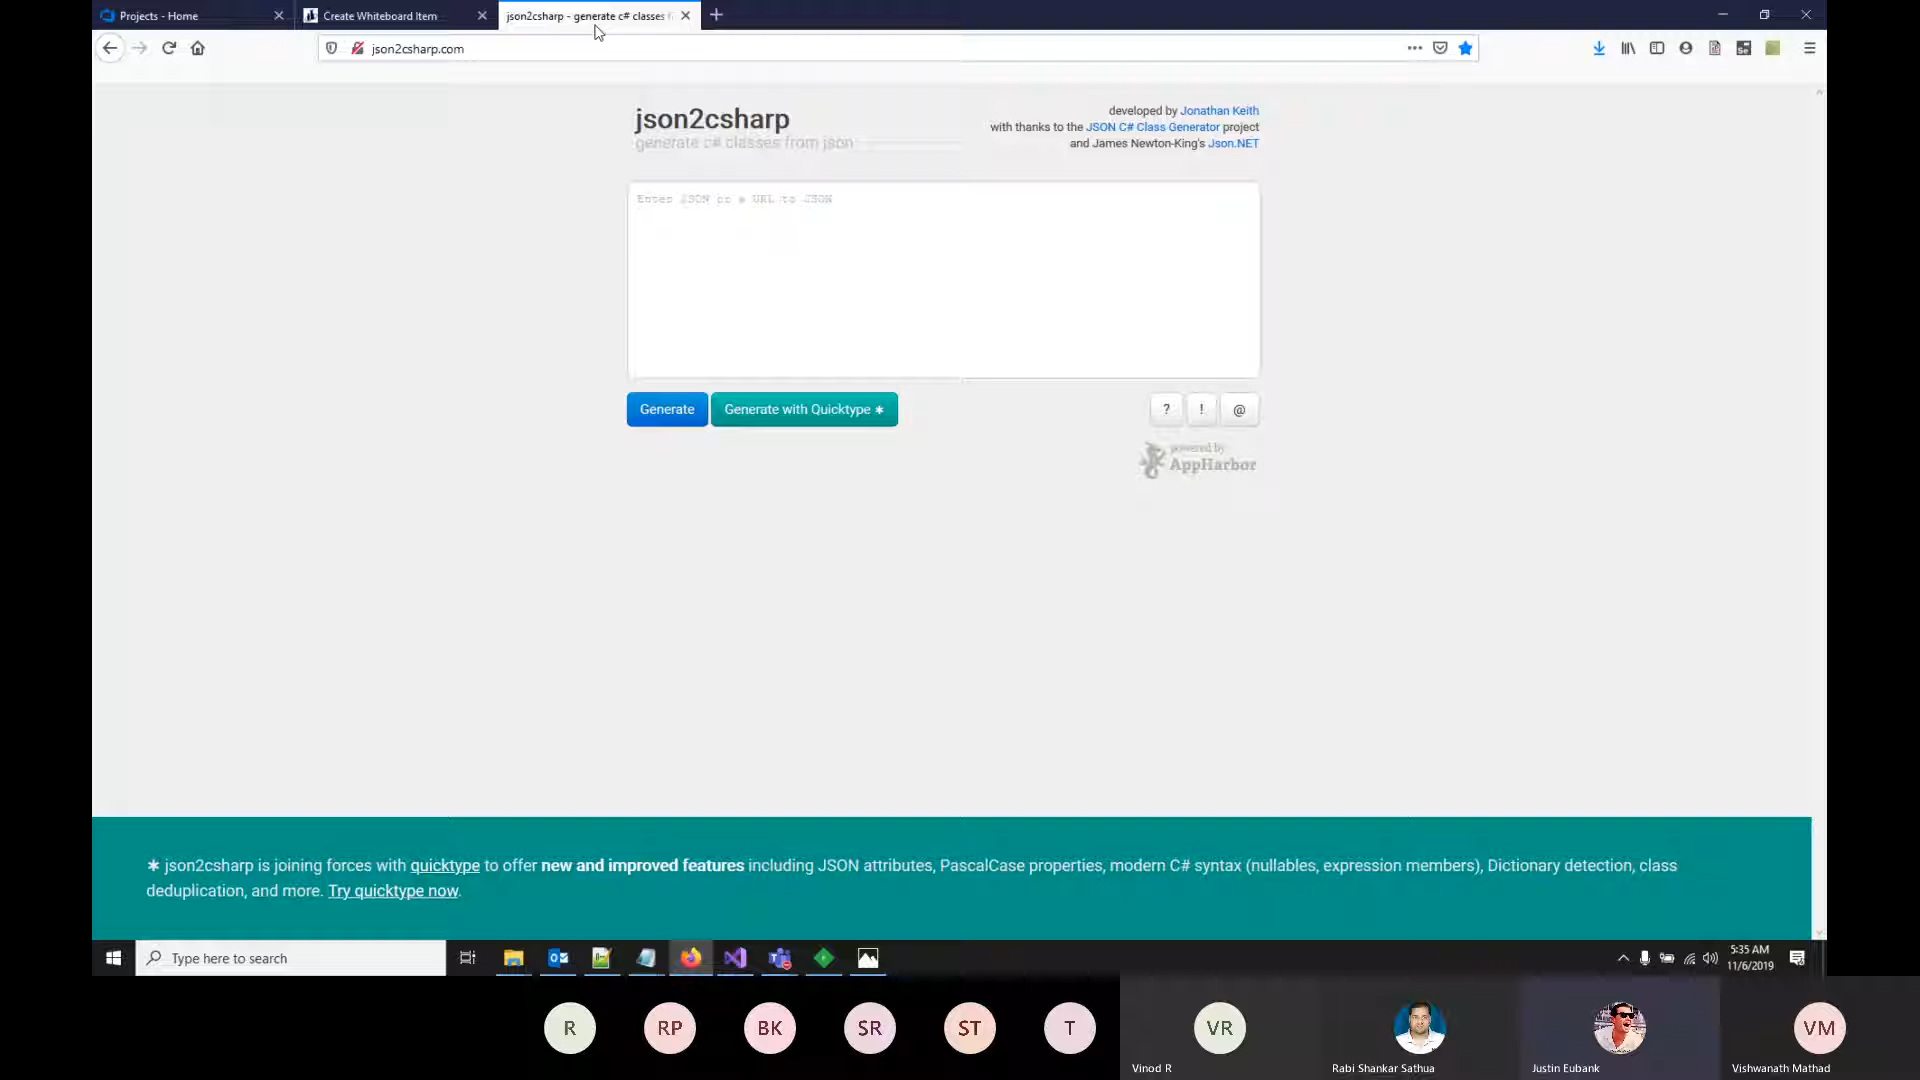 Projects - Home
Create Whiteboard Item
json2csharp - generate c# classes f
json2csharp.com
json2csharp
generate c# classes from json
developed by Jonathan Keith
with thanks to the JSON C# Class Generator project
and James Newton-King's Json.NET
Enter JSON or a URL to JSON
Generate
Generate with Quicktype ✱
?
!
@
powered by
AppHarbor
✱ json2csharp is joining forces with quicktype to offer new and improved features including JSON attributes, PascalCase properties, modern C# syntax (nullables, expression members), Dictionary detection, class
deduplication, and more. Try quicktype now.
Type here to search
5:35 AM
11/6/2019
R
RP
BK
SR
ST
T
VR
VM
Vinod R
Rabi Shankar Sathua
Justin Eubank
Vishwanath Mathad